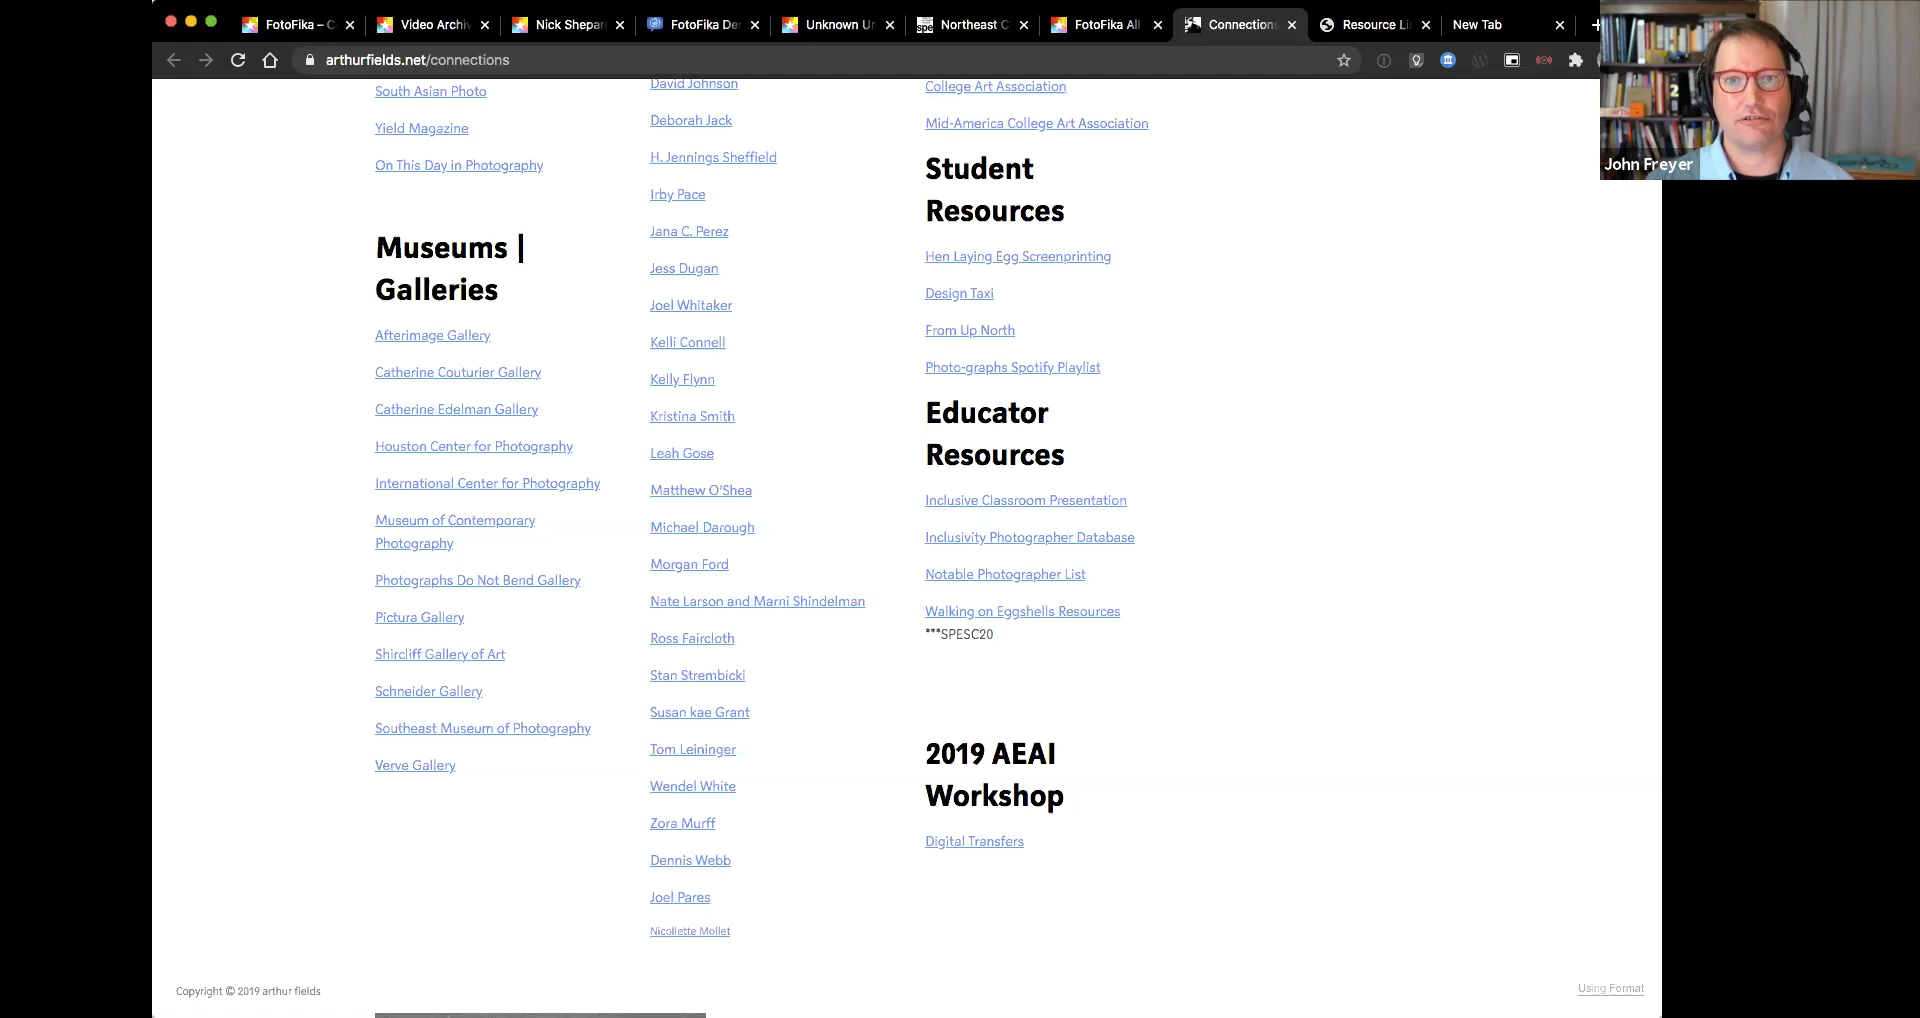 FotoFika – C
Video Archiv
Nick Shepar
FotoFika De
Unknown Ur
Northeast C
FotoFika All
Connections
Resource Li
New Tab
arthurfields.net/connections
John Freyer
South Asian Photo
Yield Magazine
On This Day in Photography
Museums |
Galleries
Afterimage Gallery
Catherine Couturier Gallery
Catherine Edelman Gallery
Houston Center for Photography
International Center for Photography
Museum of Contemporary
Photography
Photographs Do Not Bend Gallery
Pictura Gallery
Shircliff Gallery of Art
Schneider Gallery
Southeast Museum of Photography
Verve Gallery
David Johnson
Deborah Jack
H. Jennings Sheffield
Irby Pace
Jana C. Perez
Jess Dugan
Joel Whitaker
Kelli Connell
Kelly Flynn
Kristina Smith
Leah Gose
Matthew O'Shea
Michael Darough
Morgan Ford
Nate Larson and Marni Shindelman
Ross Faircloth
Stan Strembicki
Susan kae Grant
Tom Leininger
Wendel White
Zora Murff
Dennis Webb
Joel Pares
Nicollette Mollet
College Art Association
Mid-America College Art Association
Student
Resources
Hen Laying Egg Screenprinting
Design Taxi
From Up North
Photo-graphs Spotify Playlist
Educator
Resources
Inclusive Classroom Presentation
Inclusivity Photographer Database
Notable Photographer List
Walking on Eggshells Resources
***SPESC20
2019 AEAI
Workshop
Digital Transfers
Copyright © 2019 arthur fields
Using Format